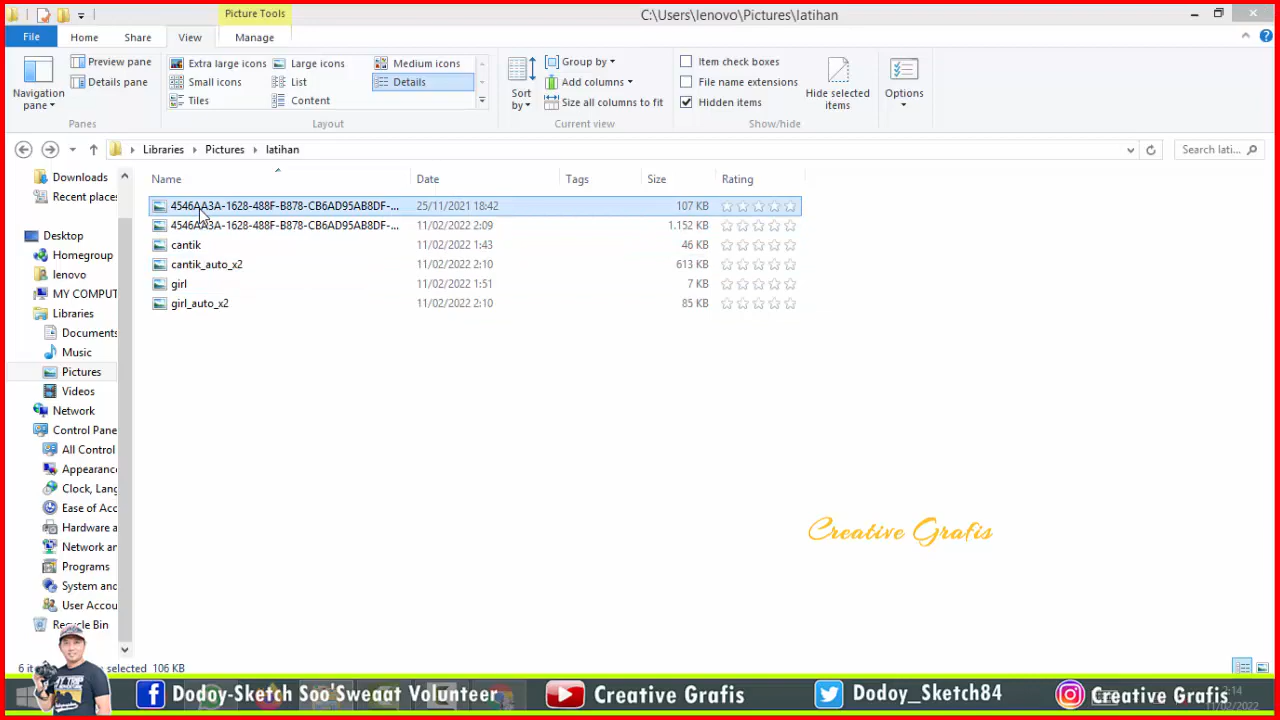 Picture Tools
C:\Users\lenovo\Pictures\latihan
File Home Share View Manage
Navigation pane
Preview pane
Details pane
Panes
Extra large icons Large icons Medium icons
Small icons List Details
Tiles Content
Layout
Sort by
Group by
Add columns
Size all columns to fit
Current view
Item check boxes
File name extensions
Hidden items
Hide selected items
Show/hide
Options
Libraries Pictures latihan
Search lati...
Name Date Tags Size Rating
4546AA3A-1628-488F-B878-CB6AD95AB8DF-... 25/11/2021 18:42 107 KB
4546AA3A-1628-488F-B878-CB6AD95AB8DF-... 11/02/2022 2:09 1.152 KB
cantik 11/02/2022 1:43 46 KB
cantik_auto_x2 11/02/2022 2:10 613 KB
girl 11/02/2022 1:51 7 KB
girl_auto_x2 11/02/2022 2:10 85 KB
Downloads
Recent places
Desktop
Homegroup
lenovo
MY COMPUT
Libraries
Documents
Music
Pictures
Videos
Network
Control Pane
All Control
Appearance
Clock, Lang
Ease of Acc
Hardware a
Network an
Programs
System and
User Accou
Recycle Bin
Creative Grafis
selected 106 KB
Dodoy-Sketch Soo'Sweaat Volunteer
Creative Grafis
Dodoy_Sketch84
Creative Grafis